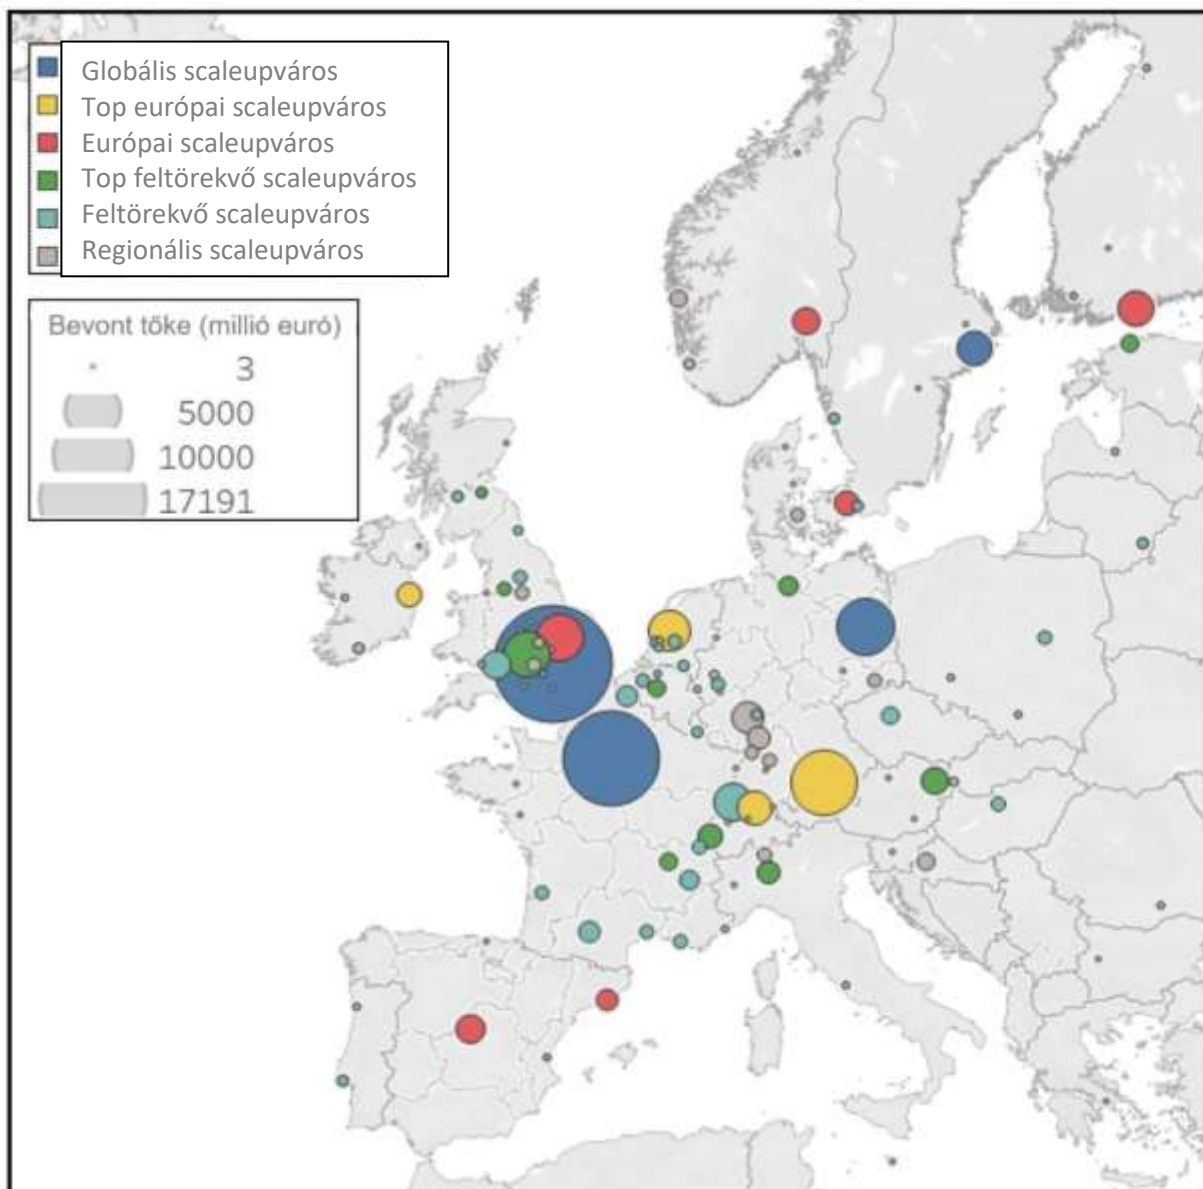 Globális scaleupváros
Top európai scaleupváros
Európai scaleupváros
Top feltörekvő scaleupváros
Feltörekvő scaleupváros
Regionális scaleupváros
Bevont tőke (millió euró)
3
5000
10000
17191